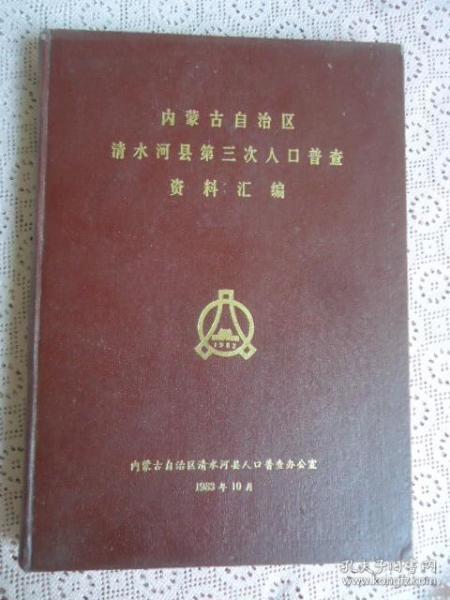 内蒙古自治区
清水河县第三次人口普查
资料汇编
1982
内蒙古自治区清水河县人口普查办公室
1983年10月
孔夫子旧书网
www.kongfz.com